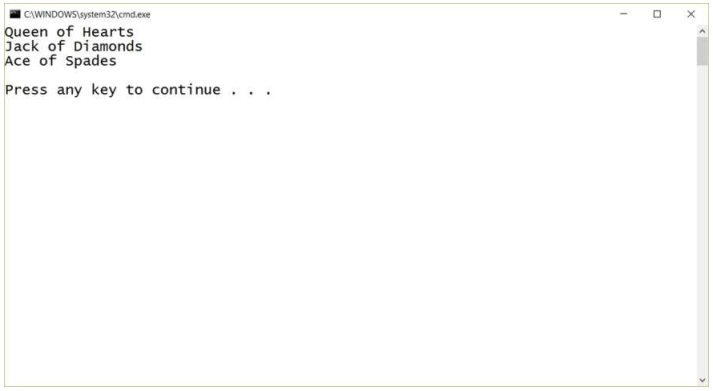 C:\WINDOWS\system32\cmd.exe
Queen of Hearts
Jack of Diamonds
Ace of Spades
Press any key to continue . . .